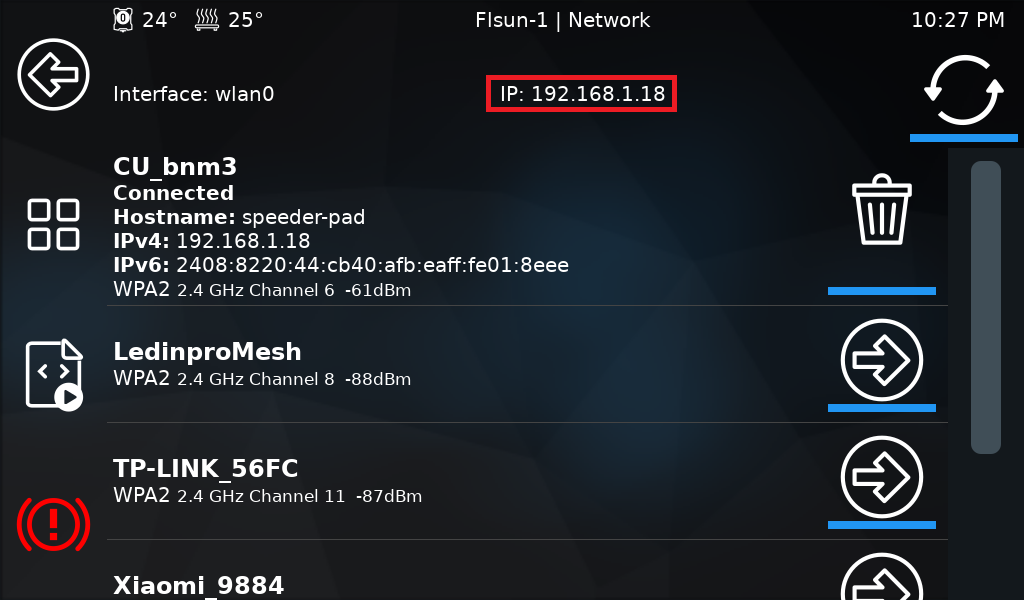 0 24° 25° FIsun-1 | Network 10:27 PM
Interface: wlan0 IP: 192.168.1.18
CU_bnm3
Connected
Hostname: speeder-pad
IPv4: 192.168.1.18
IPv6: 2408:8220:44:cb40:afb:eaff:fe01:8eee
WPA2 2.4 GHz Channel 6 -61dBm
LedinproMesh
WPA2 2.4 GHz Channel 8 -88dBm
TP-LINK_56FC
WPA2 2.4 GHz Channel 11 -87dBm
Xiaomi_9884